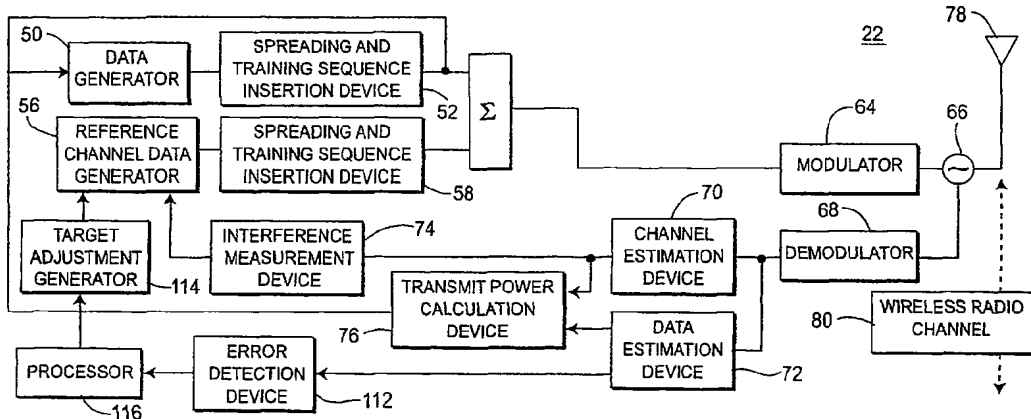 50
DATA
GENERATOR
SPREADING AND
TRAINING SEQUENCE
INSERTION DEVICE
52
22
78
56
REFERENCE
CHANNEL DATA
GENERATOR
SPREADING AND
TRAINING SEQUENCE
INSERTION DEVICE
58
Σ
64
MODULATOR
66
TARGET
ADJUSTMENT
GENERATOR
114
INTERFERENCE
MEASUREMENT
DEVICE
74
70
CHANNEL
ESTIMATION
DEVICE
68
DEMODULATOR
TRANSMIT POWER
CALCULATION
DEVICE
76
DATA
ESTIMATION
DEVICE
72
80
WIRELESS RADIO
CHANNEL
PROCESSOR
116
ERROR
DETECTION
DEVICE
112